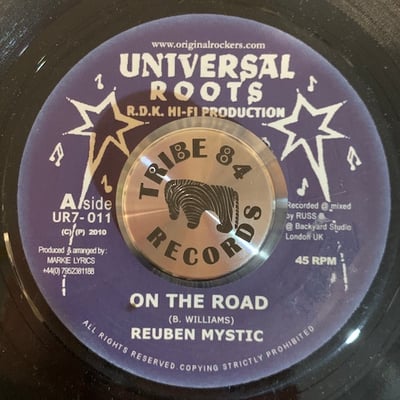 www.originalrockers.com
UNIVERSAL
ROOTS
R.D.K. HI-FI PRODUCTION
TRIBE 84
RECORDS
A side
UR7-011
(C)(P) 2010
Produced & arranged by:
MARKIE LYRICS
+44(0) 7952381188
Recorded @ mixed
by RUSS
@ Backyard Studio
London UK
45 RPM
ON THE ROAD
(B. WILLIAMS)
REUBEN MYSTIC
ALL RIGHTS RESERVED. COPYING STRICTLY PROHIBITED